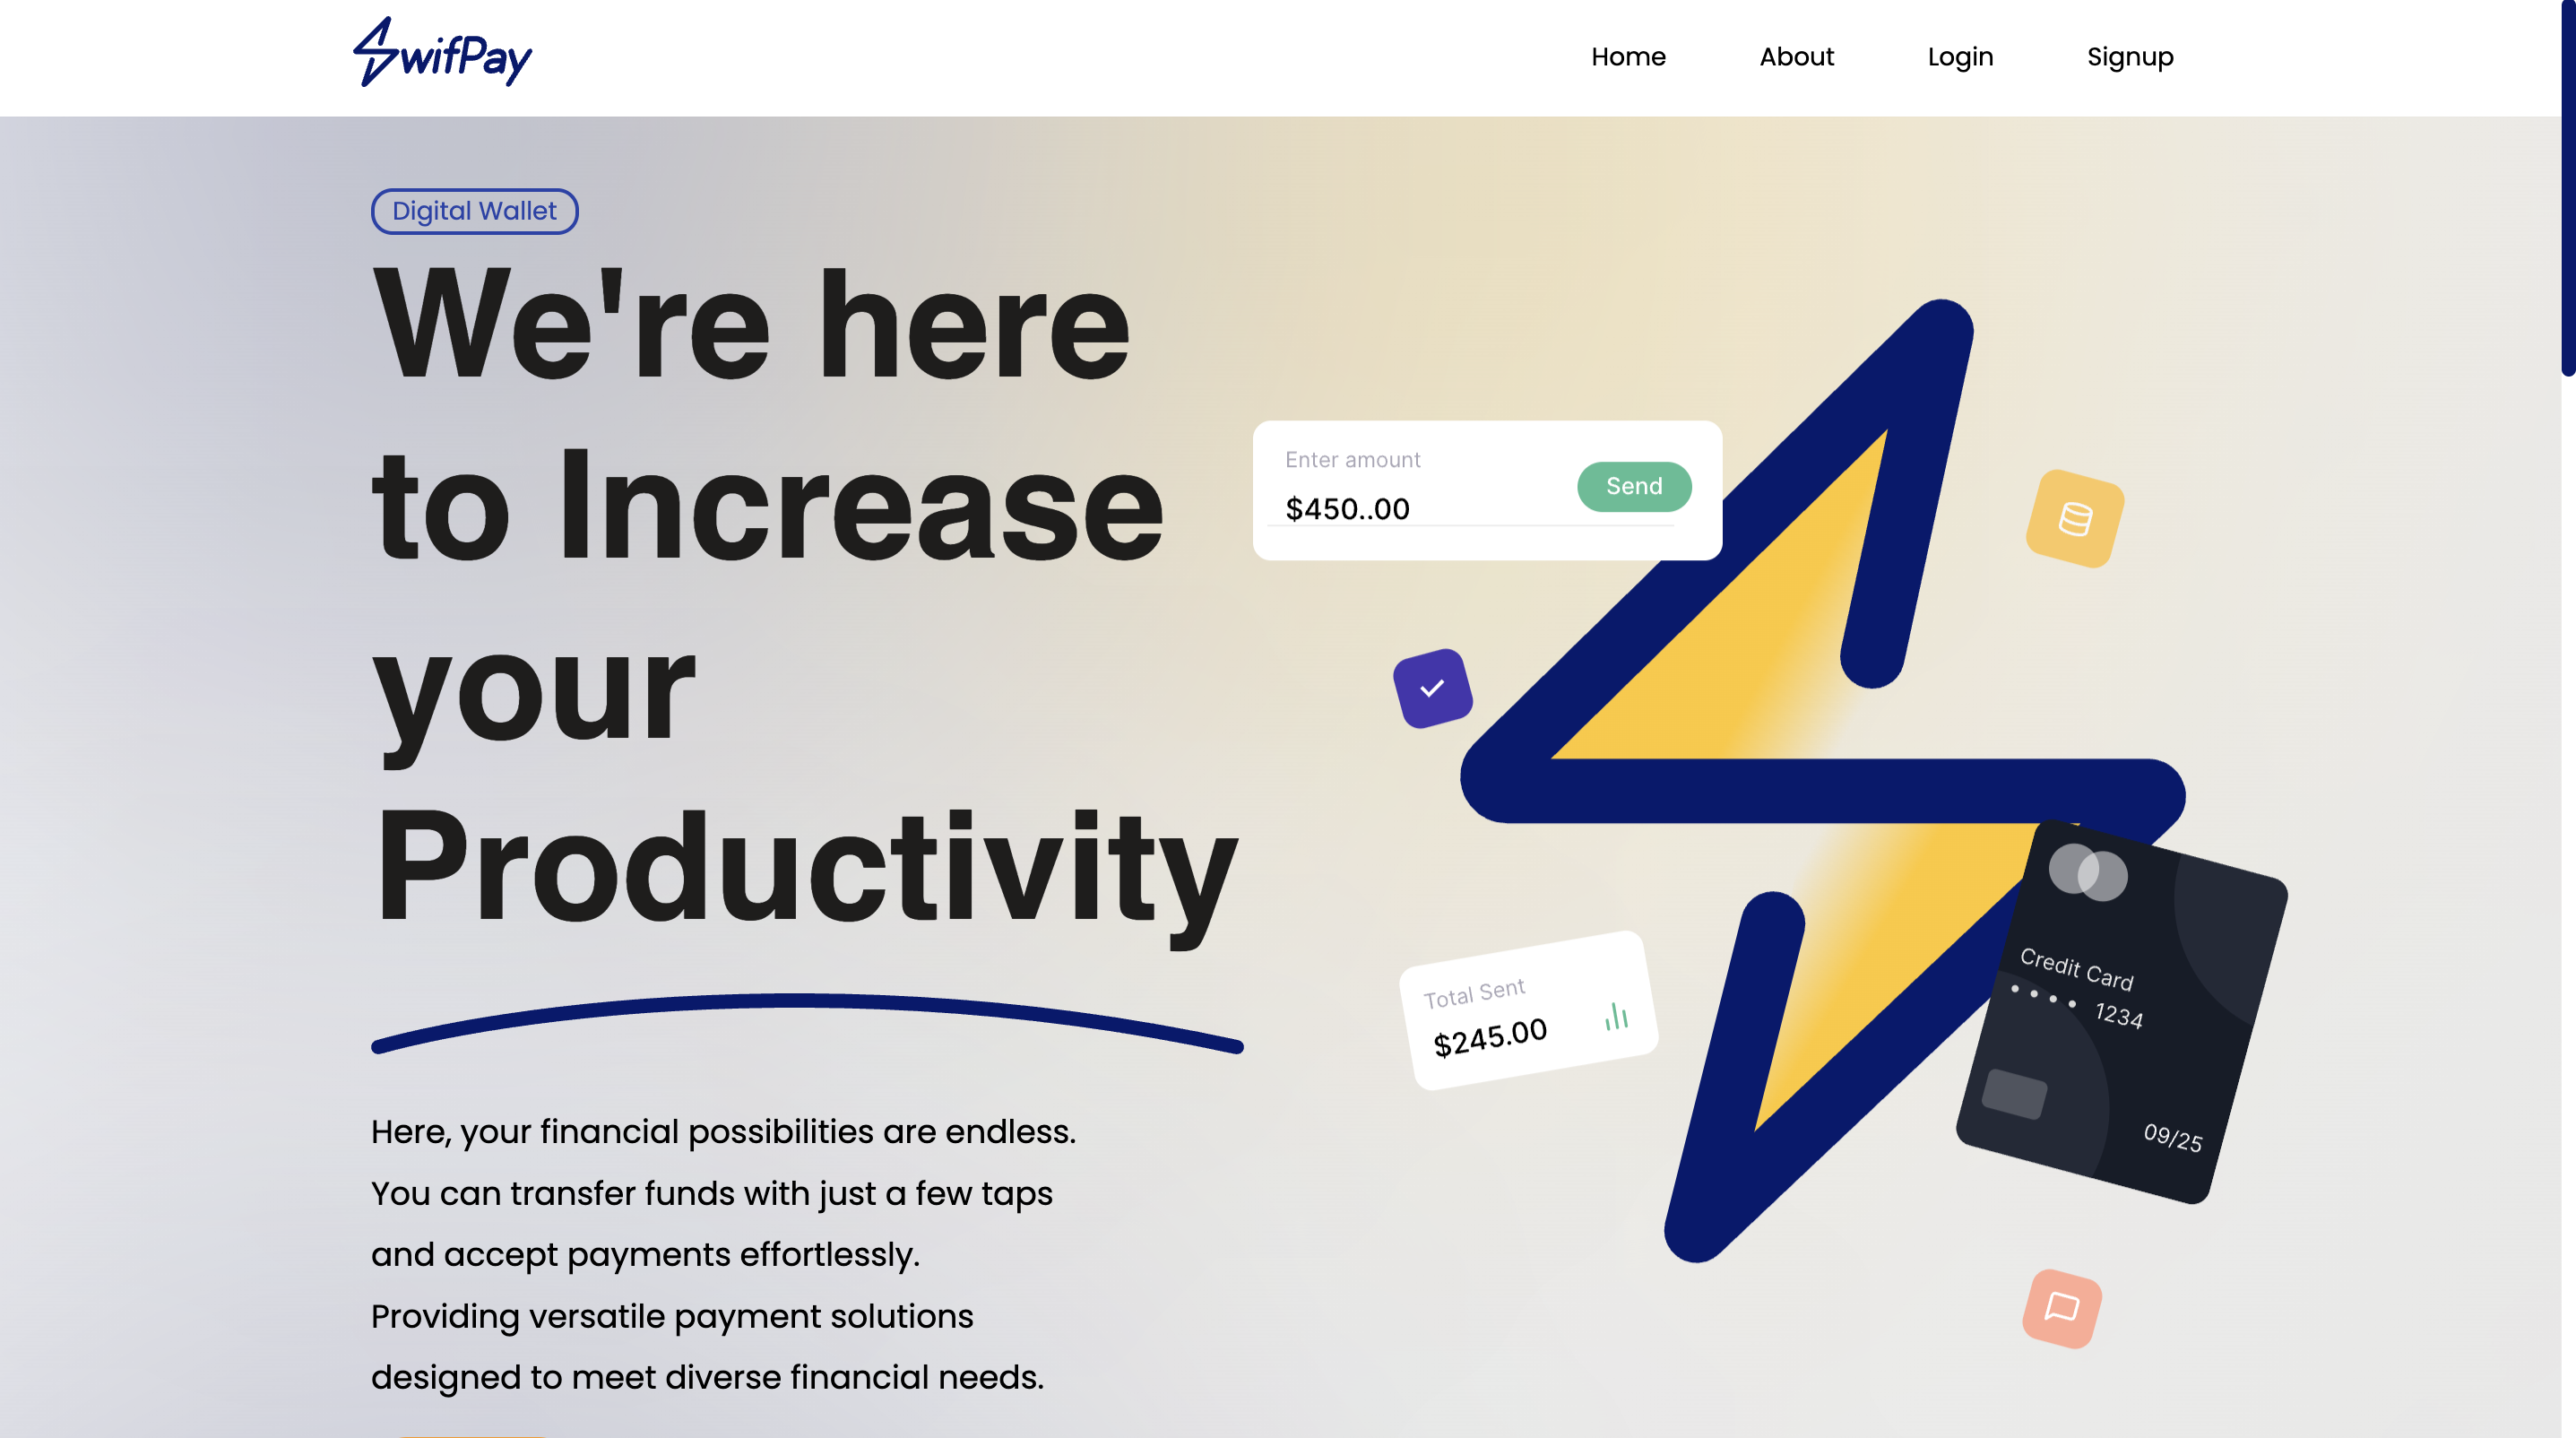 SwifPay
Home About Login Signup
Digital Wallet
We're here
to Increase
your
Productivity
Here, your financial possibilities are endless.
You can transfer funds with just a few taps
and accept payments effortlessly.
Providing versatile payment solutions
designed to meet diverse financial needs.
Enter amount
$450..00
Send
Total Sent
$245.00
Credit Card
•••• 1234
09/25